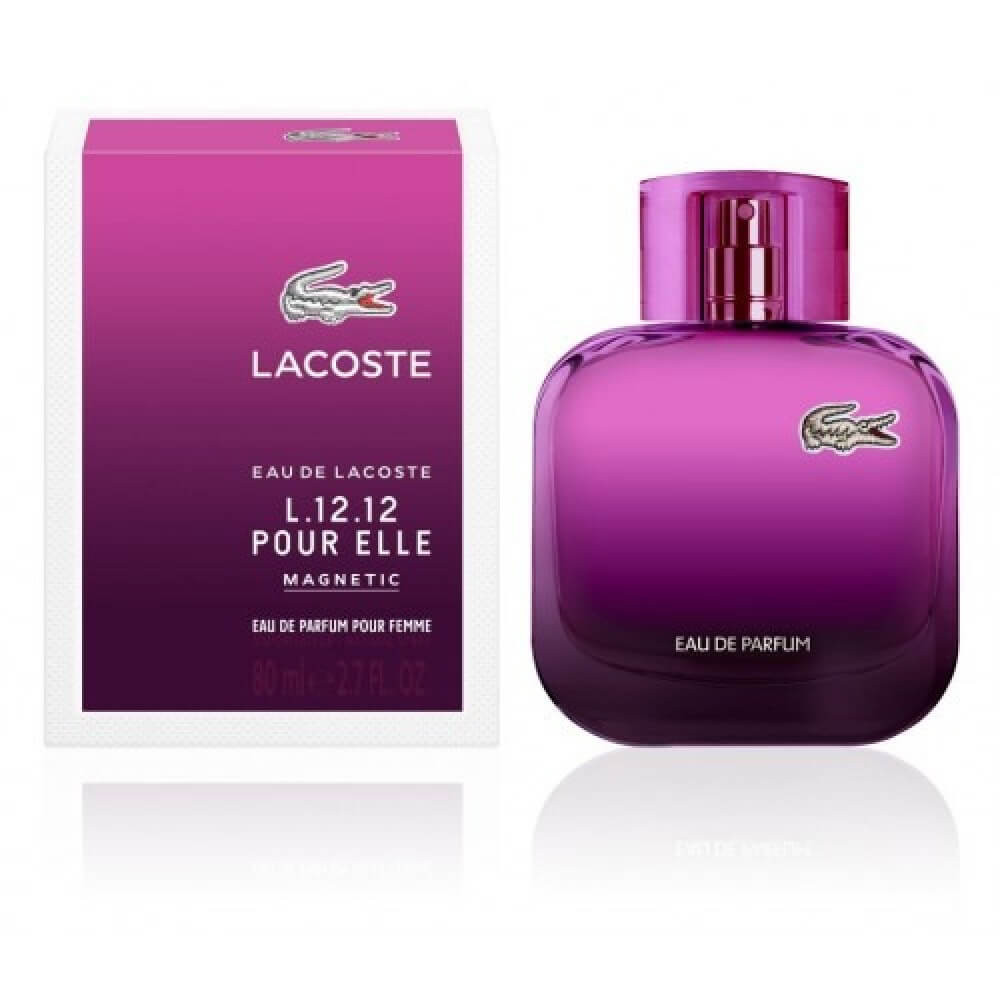 LACOSTE
EAU DE LACOSTE
L.12.12
POUR ELLE
MAGNETIC
EAU DE PARFUM POUR FEMME
80 ml ℮ - 2.7 FL. OZ
EAU DE PARFUM